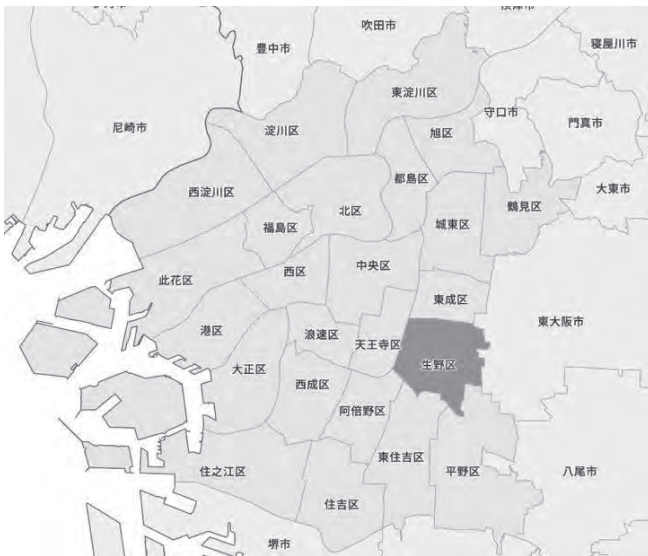 吹田市
豊中市
寝屋川市
東淀川区
守口市
門真市
尼崎市
淀川区
旭区
都島区
大東市
西淀川区
鶴見区
北区
福島区
城東区
中央区
西区
此花区
東成区
東大阪市
港区
浪速区
天王寺区
大正区
生野区
西成区
阿倍野区
東住吉区
住之江区
平野区
八尾市
住吉区
堺市